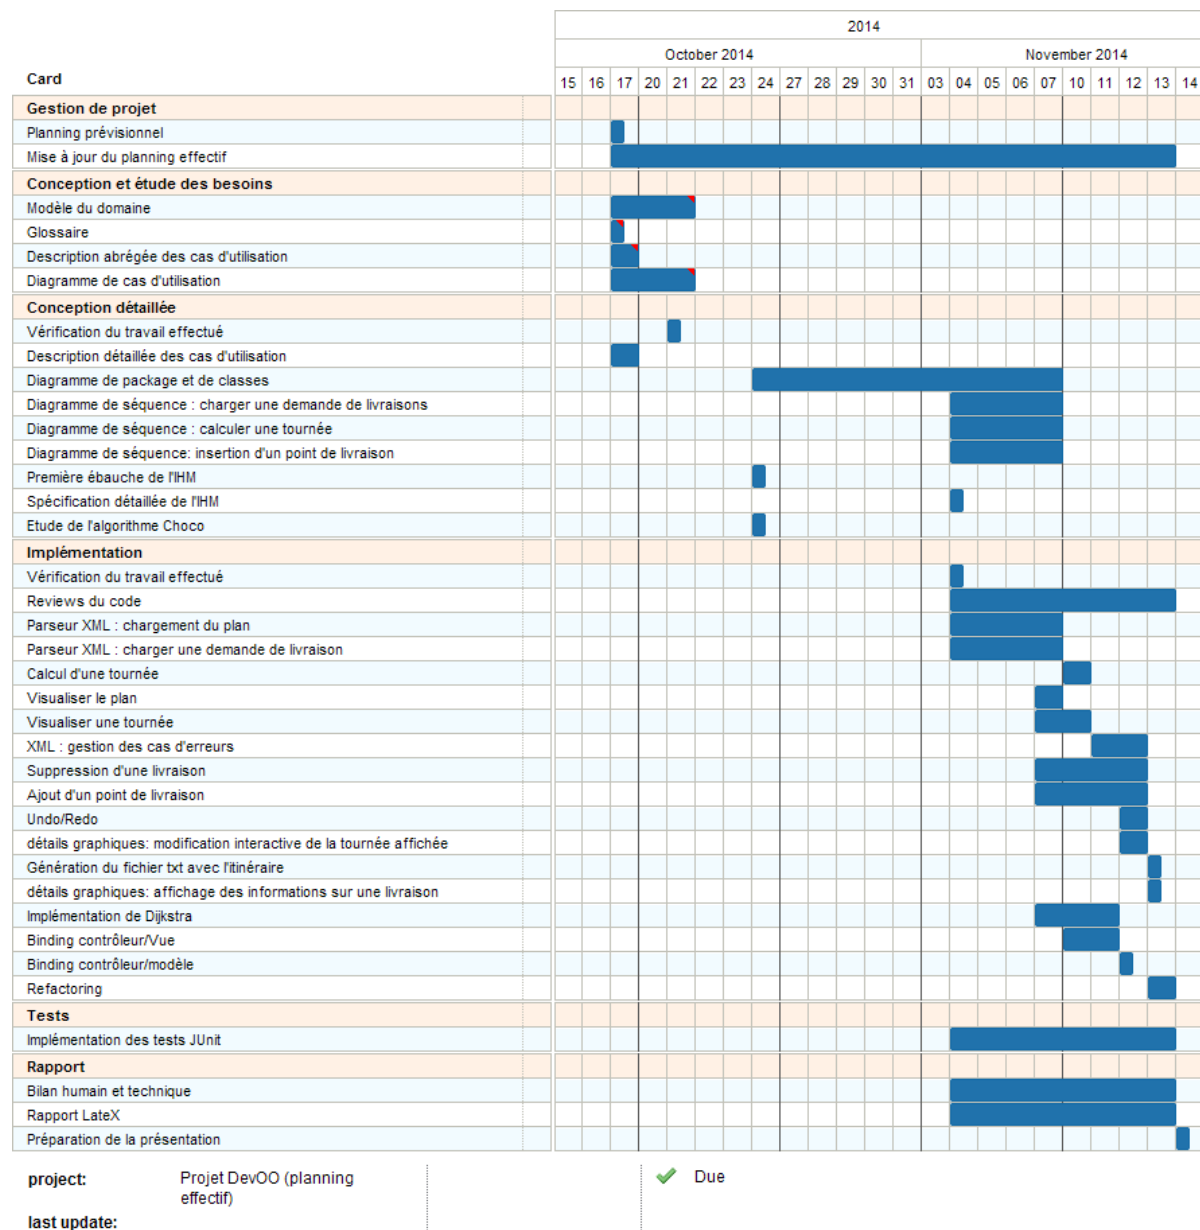 2014
October 2014 November 2014
Card
15 16 17 20 21 22 23 24 27 28 29 30 31 03 04 05 06 07 10 11 12 13 14
Gestion de projet
Planning prévisionnel
Mise à jour du planning effectif
Conception et étude des besoins
Modèle du domaine
Glossaire
Description abrégée des cas d'utilisation
Diagramme de cas d'utilisation
Conception détaillée
Vérification du travail effectué
Description détaillée des cas d'utilisation
Diagramme de package et de classes
Diagramme de séquence : charger une demande de livraisons
Diagramme de séquence : calculer une tournée
Diagramme de séquence: insertion d'un point de livraison
Première ébauche de l'IHM
Spécification détaillée de l'IHM
Etude de l'algorithme Choco
Implémentation
Vérification du travail effectué
Reviews du code
Parseur XML : chargement du plan
Parseur XML : charger une demande de livraison
Calcul d'une tournée
Visualiser le plan
Visualiser une tournée
XML : gestion des cas d'erreurs
Suppression d'une livraison
Ajout d'un point de livraison
Undo/Redo
détails graphiques: modification interactive de la tournée affichée
Génération du fichier txt avec l'itinéraire
détails graphiques: affichage des informations sur une livraison
Implémentation de Dijkstra
Binding contrôleur/Vue
Binding contrôleur/modèle
Refactoring
Tests
Implémentation des tests JUnit
Rapport
Bilan humain et technique
Rapport LateX
Préparation de la présentation
project: Projet DevOO (planning effectif)
Due
last update: